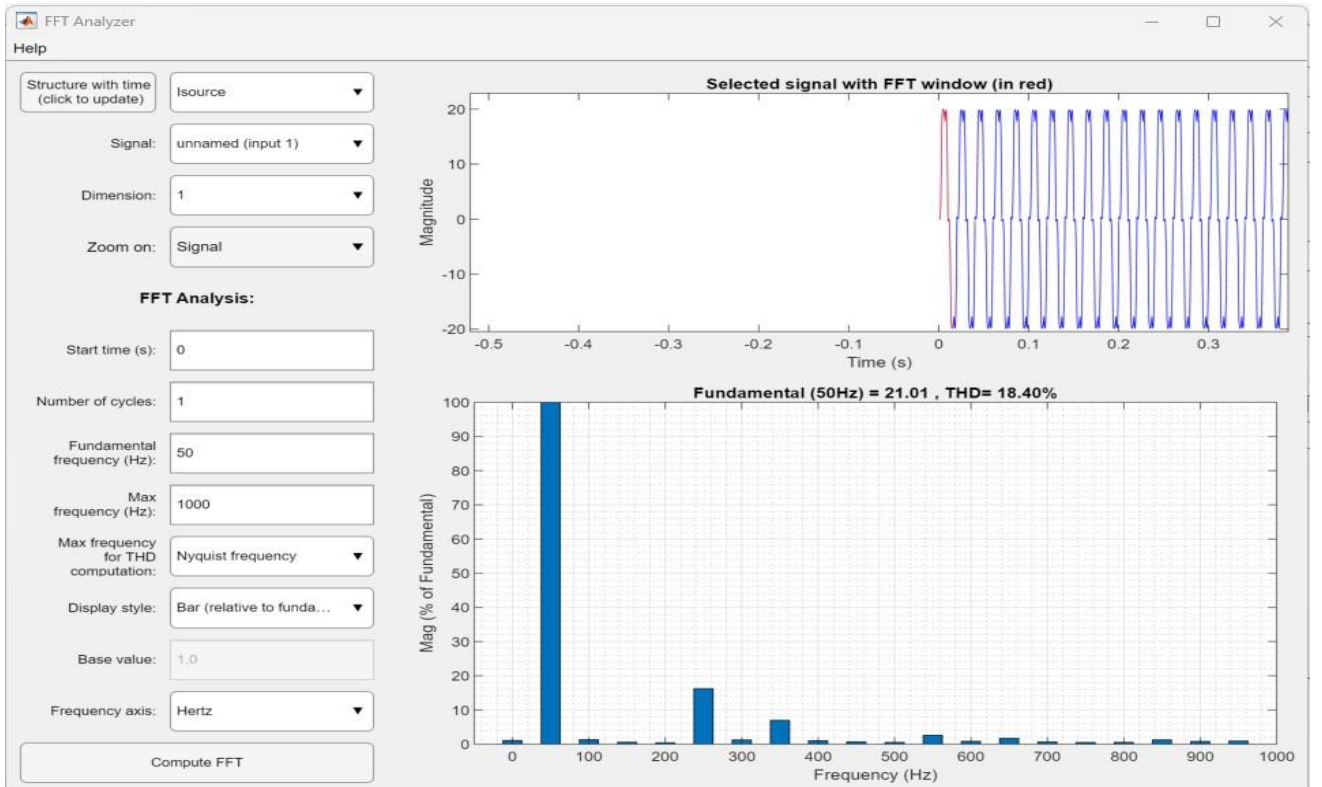 FFT Analyzer
Help
Structure with time
(click to update)
Isource
Signal:
unnamed (input 1)
Dimension:
1
Zoom on:
Signal
FFT Analysis:
Start time (s):
0
Number of cycles:
1
Fundamental
frequency (Hz):
50
Max
frequency (Hz):
1000
Max frequency
for THD
computation:
Nyquist frequency
Display style:
Bar (relative to funda...
Base value:
1.0
Frequency axis:
Hertz
Compute FFT
Selected signal with FFT window (in red)
20
10
0
-10
-20
Magnitude
-0.5 -0.4 -0.3 -0.2 -0.1 0 0.1 0.2 0.3
Time (s)
Fundamental (50Hz) = 21.01 , THD= 18.40%
100
90
80
70
60
50
40
30
20
10
0
Mag (% of Fundamental)
0 100 200 300 400 500 600 700 800 900 1000
Frequency (Hz)